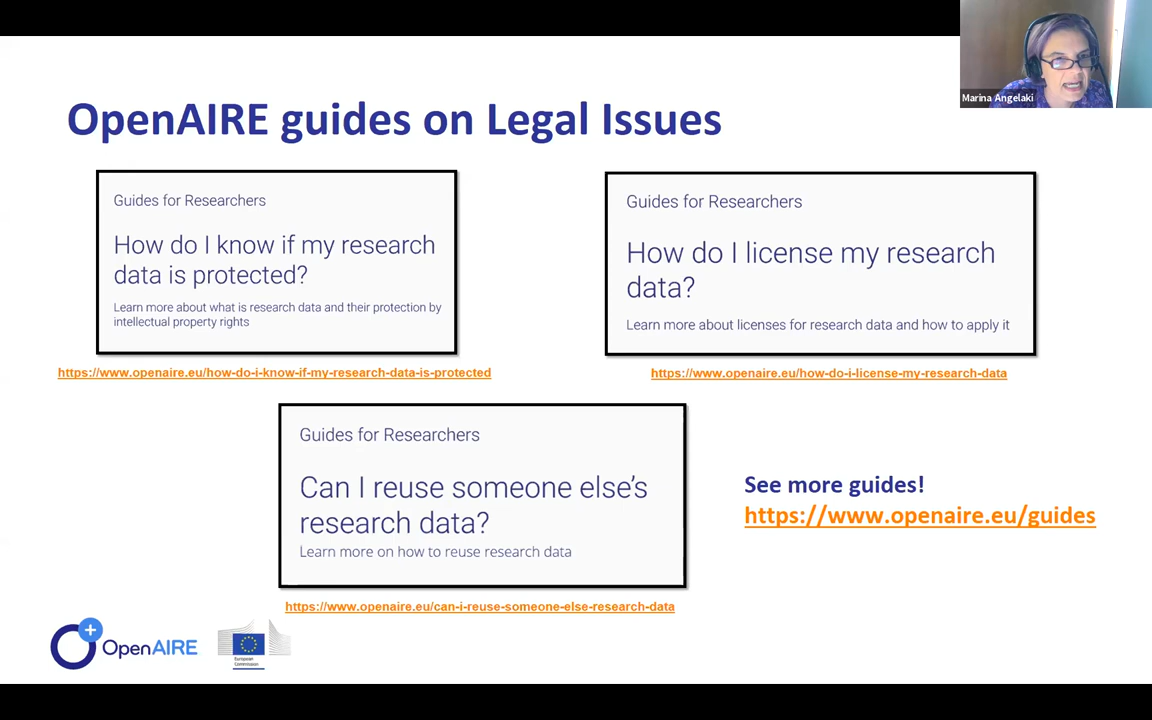 Marina Angelaki
OpenAIRE guides on Legal Issues
Guides for Researchers
How do I know if my research
data is protected?
Learn more about what is research data and their protection by
intellectual property rights
https://www.openaire.eu/how-do-i-know-if-my-research-data-is-protected
Guides for Researchers
How do I license my research
data?
Learn more about licenses for research data and how to apply it
https://www.openaire.eu/how-do-i-license-my-research-data
Guides for Researchers
Can I reuse someone else’s
research data?
Learn more on how to reuse research data
https://www.openaire.eu/can-i-reuse-someone-else-research-data
See more guides!
https://www.openaire.eu/guides
OpenAIRE
European
Commission